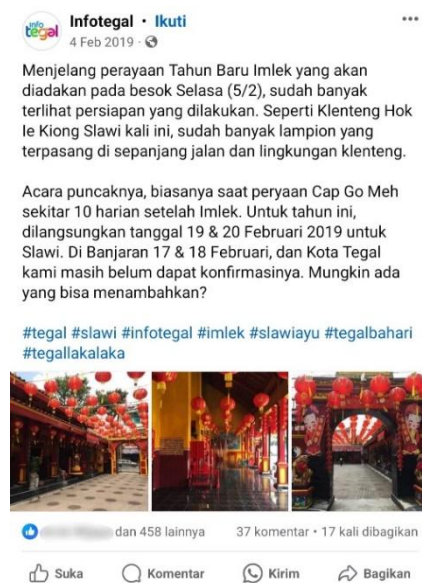 info
tegal
Infotegal · Ikuti
4 Feb 2019 ·
Menjelang perayaan Tahun Baru Imlek yang akan
diadakan pada besok Selasa (5/2), sudah banyak
terlihat persiapan yang dilakukan. Seperti Klenteng Hok
Ie Kiong Slawi kali ini, sudah banyak lampion yang
terpasang di sepanjang jalan dan lingkungan klenteng.
Acara puncaknya, biasanya saat peryaan Cap Go Meh
sekitar 10 harian setelah Imlek. Untuk tahun ini,
dilangsungkan tanggal 19 & 20 Februari 2019 untuk
Slawi. Di Banjaran 17 & 18 Februari, dan Kota Tegal
kami masih belum dapat konfirmasinya. Mungkin ada
yang bisa menambahkan?
#tegal #slawi #infotegal #imlek #slawiayu #tegalbahari
#tegallakalaka
dan 458 lainnya 37 komentar · 17 kali dibagikan
Suka Komentar Kirim Bagikan